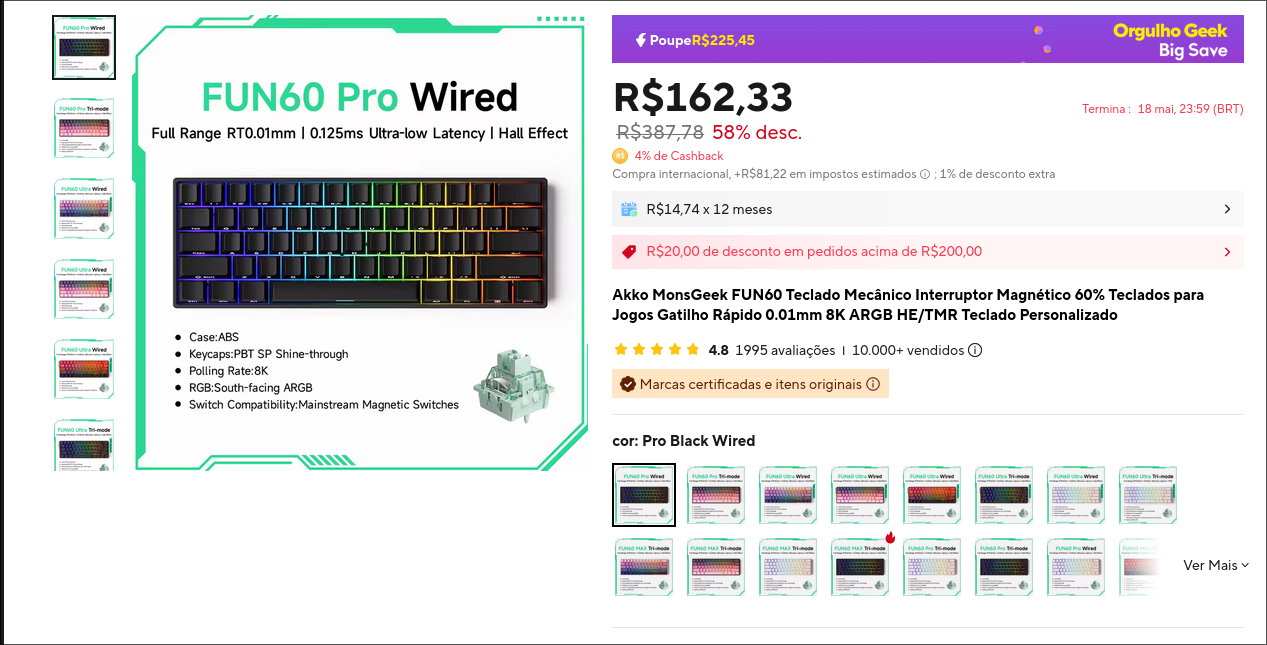 FUN60 Pro Wired
Full Range RT0.01mm | 0.125ms Ultra-low Latency | Hall Effect
Case:ABS
Keycaps:PBT SP Shine-through
Polling Rate:8K
RGB:South-facing ARGB
Switch Compatibility:Mainstream Magnetic Switches
FUN60 Pro Wired
FUN60 Pro Tri-mode
FUN60 Ultra Wired
FUN60 Ultra Wired
FUN60 Ultra Wired
FUN60 Ultra Tri-mode
PoupeR$225,45
Orgulho Geek
Big Save
R$162,33
Termina : 18 mai, 23:59 (BRT)
R$387,78 58% desc.
R$ 4% de Cashback
Compra internacional, +R$81,22 em impostos estimados ; 1% de desconto extra
R$14,74 x 12 meses
R$20,00 de desconto em pedidos acima de R$200,00
Akko MonsGeek FUN60 Teclado Mecânico Interruptor Magnético 60% Teclados para
Jogos Gatilho Rápido 0.01mm 8K ARGB HE/TMR Teclado Personalizado
4.8 1995 avaliações | 10.000+ vendidos
Marcas certificadas e itens originais
cor: Pro Black Wired
FUN60 Pro Wired
FUN60 Pro Tri-mode
FUN60 Ultra Wired
FUN60 Ultra Wired
FUN60 Ultra Wired
FUN60 Ultra Tri-mode
FUN60 Ultra Wired
FUN60 Ultra Tri-mode
FUN60 MAX Tri-mode
FUN60 MAX Tri-mode
FUN60 MAX Tri-mode
FUN60 MAX Tri-mode
FUN60 Pro Tri-mode
FUN60 Pro Tri-mode
FUN60 Pro Wired
Ver Mais